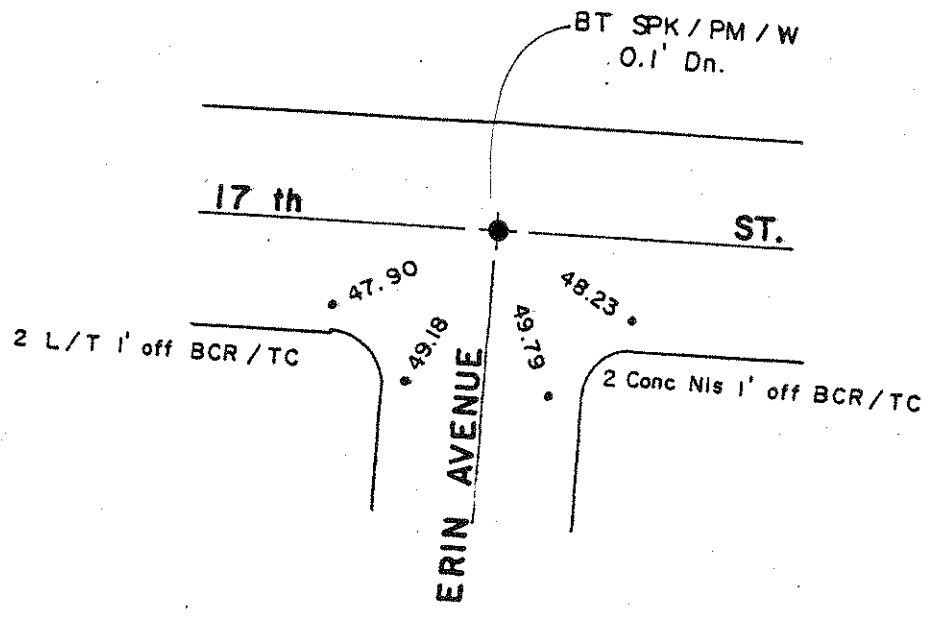 BT SPK / PM / W
0.1' Dn.
17 th
ST.
47.90
48.23
49.18
49.79
2 L/T 1' off BCR / TC
2 Conc Nls 1' off BCR / TC
ERIN AVENUE